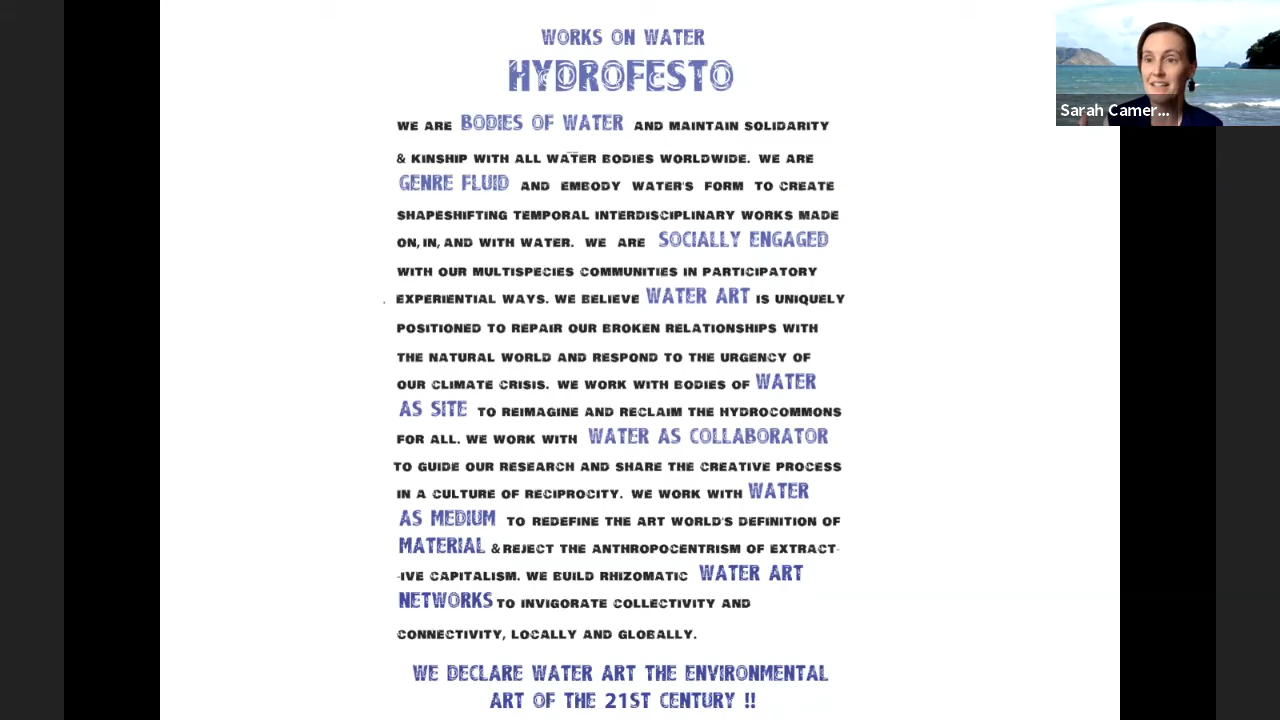 WORKS ON WATER
HYDROFESTO
WE ARE BODIES OF WATER AND MAINTAIN SOLIDARITY
& KINSHIP WITH ALL WATER BODIES WORLDWIDE. WE ARE
GENRE FLUID AND EMBODY WATER'S FORM TO CREATE
SHAPESHIFTING TEMPORAL INTERDISCIPLINARY WORKS MADE
ON, IN, AND WITH WATER. WE ARE SOCIALLY ENGAGED
WITH OUR MULTISPECIES COMMUNITIES IN PARTICIPATORY
EXPERIENTIAL WAYS. WE BELIEVE WATER ART IS UNIQUELY
POSITIONED TO REPAIR OUR BROKEN RELATIONSHIPS WITH
THE NATURAL WORLD AND RESPOND TO THE URGENCY OF
OUR CLIMATE CRISIS. WE WORK WITH BODIES OF WATER
AS SITE TO REIMAGINE AND RECLAIM THE HYDROCOMMONS
FOR ALL. WE WORK WITH WATER AS COLLABORATOR
TO GUIDE OUR RESEARCH AND SHARE THE CREATIVE PROCESS
IN A CULTURE OF RECIPROCITY. WE WORK WITH WATER
AS MEDIUM TO REDEFINE THE ART WORLD'S DEFINITION OF
MATERIAL & REJECT THE ANTHROPOCENTRISM OF EXTRACT-
-IVE CAPITALISM. WE BUILD RHIZOMATIC WATER ART
NETWORKS TO INVIGORATE COLLECTIVITY AND
CONNECTIVITY, LOCALLY AND GLOBALLY.
WE DECLARE WATER ART THE ENVIRONMENTAL
ART OF THE 21ST CENTURY !!
Sarah Camer...